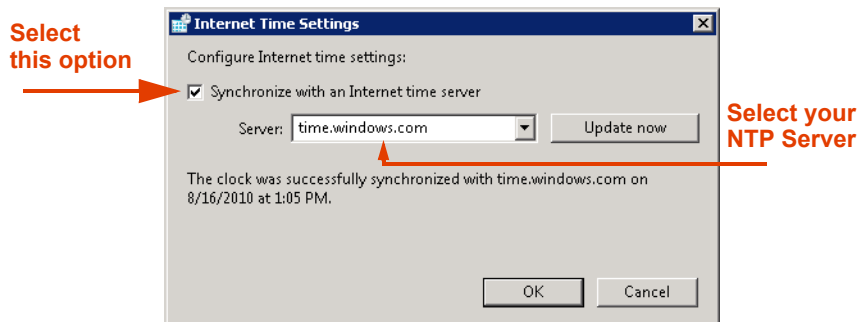 Internet Time Settings
Select
this option
Configure Internet time settings:
Synchronize with an Internet time server
Server: time.windows.com Update now
Select your
NTP Server
The clock was successfully synchronized with time.windows.com on
8/16/2010 at 1:05 PM.
OK Cancel